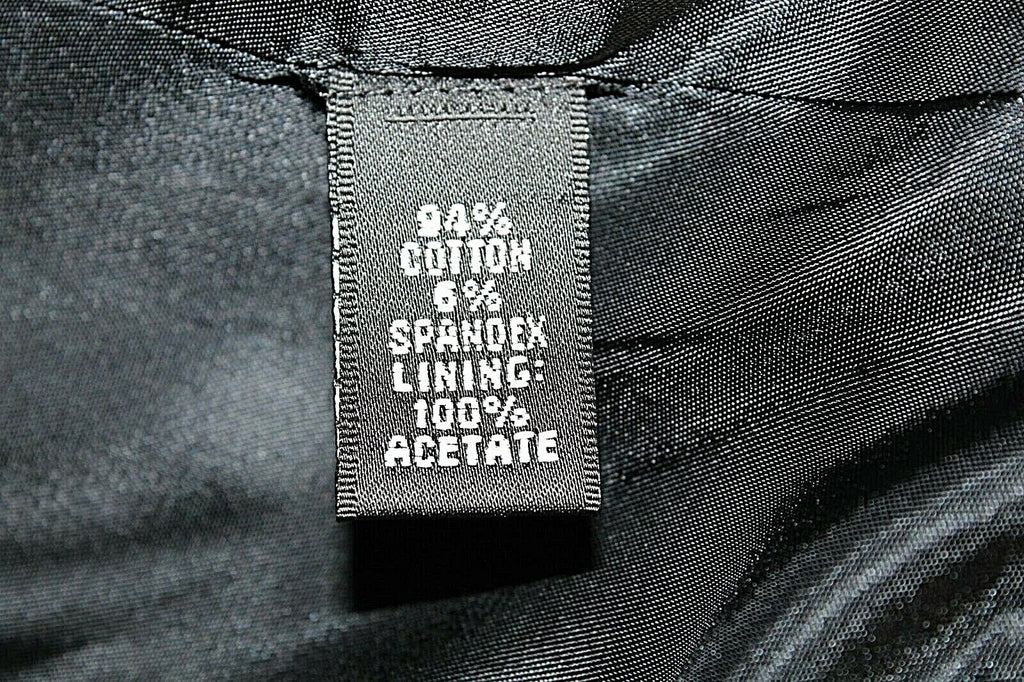 94%
COTTON
6%
SPANDEX
LINING:
100%
ACETATE